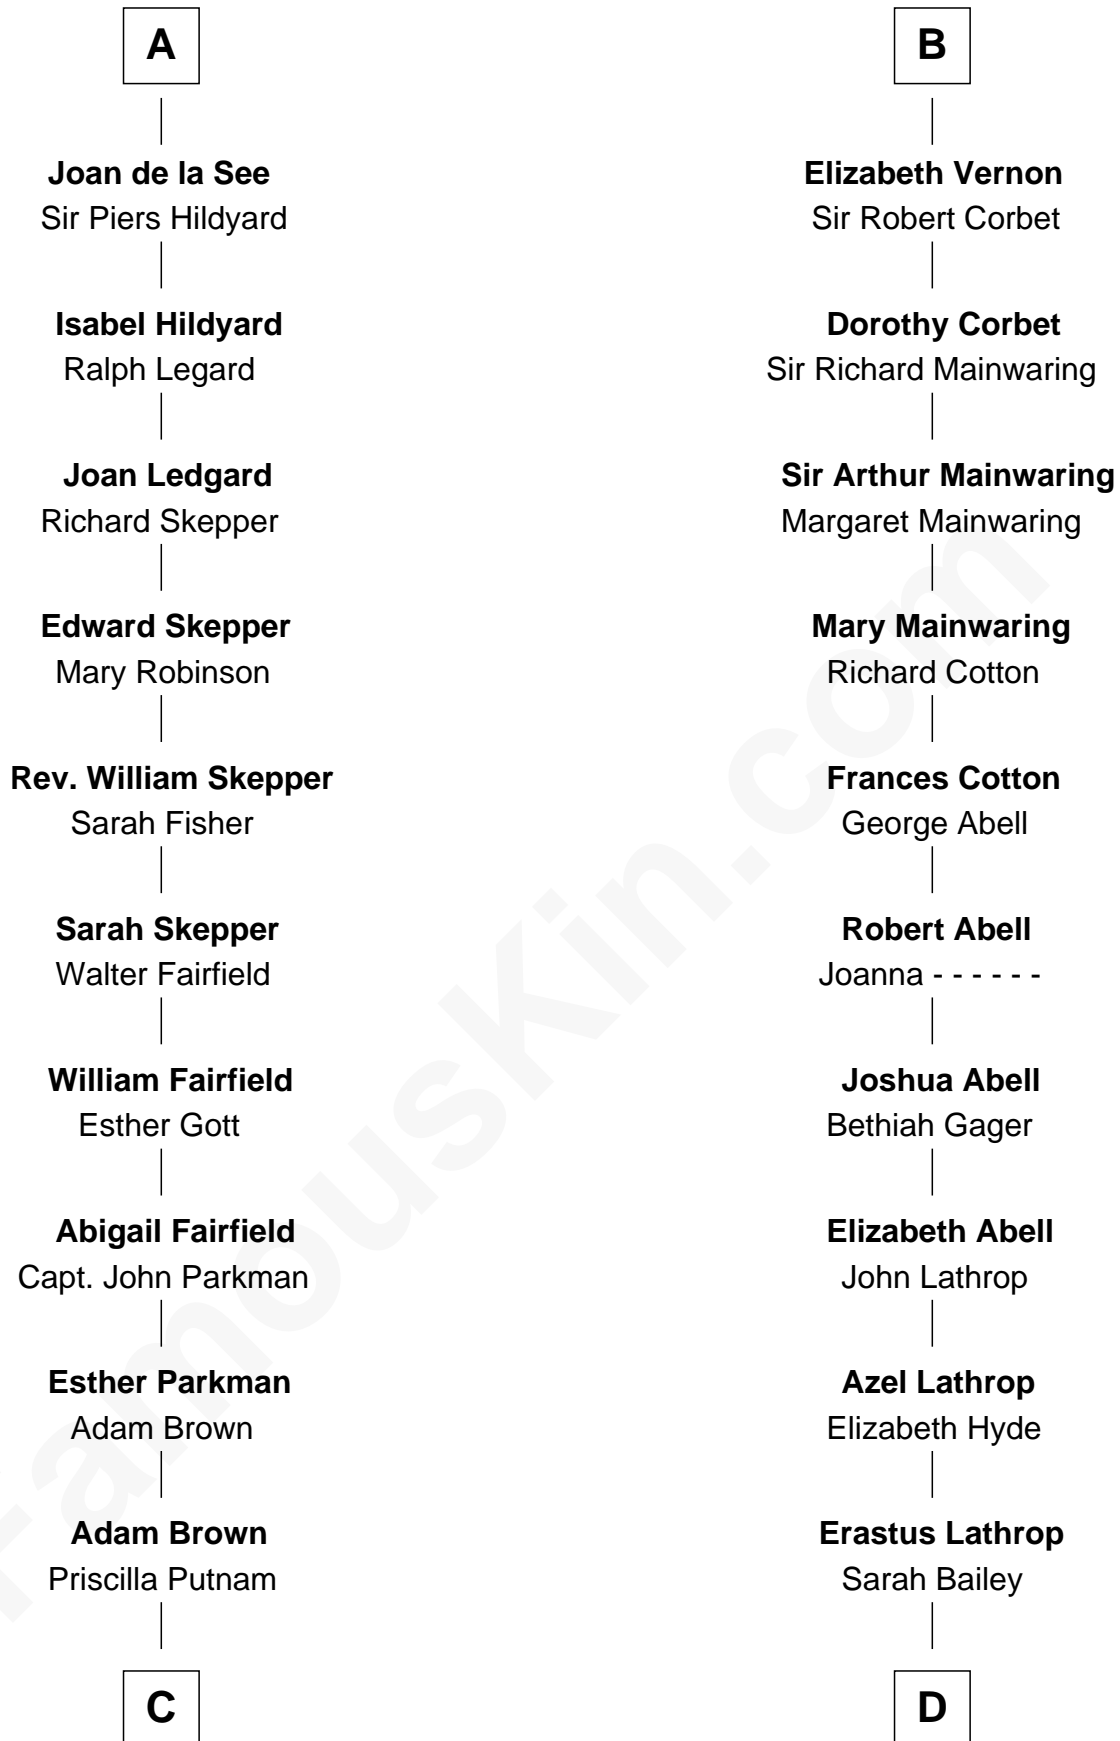 A
Joan de la See
Sir Piers Hildyard
Isabel Hildyard
Ralph Legard
Joan Ledgard
Richard Skepper
Edward Skepper
Mary Robinson
Rev. William Skepper
Sarah Fisher
Sarah Skepper
Walter Fairfield
William Fairfield
Esther Gott
Abigail Fairfield
Capt. John Parkman
Esther Parkman
Adam Brown
Adam Brown
Priscilla Putnam
C
B
Elizabeth Vernon
Sir Robert Corbet
Dorothy Corbet
Sir Richard Mainwaring
Sir Arthur Mainwaring
Margaret Mainwaring
Mary Mainwaring
Richard Cotton
Frances Cotton
George Abell
Robert Abell
Joanna - - - - - -
Joshua Abell
Bethiah Gager
Elizabeth Abell
John Lathrop
Azel Lathrop
Elizabeth Hyde
Erastus Lathrop
Sarah Bailey
D
FamousKin.com